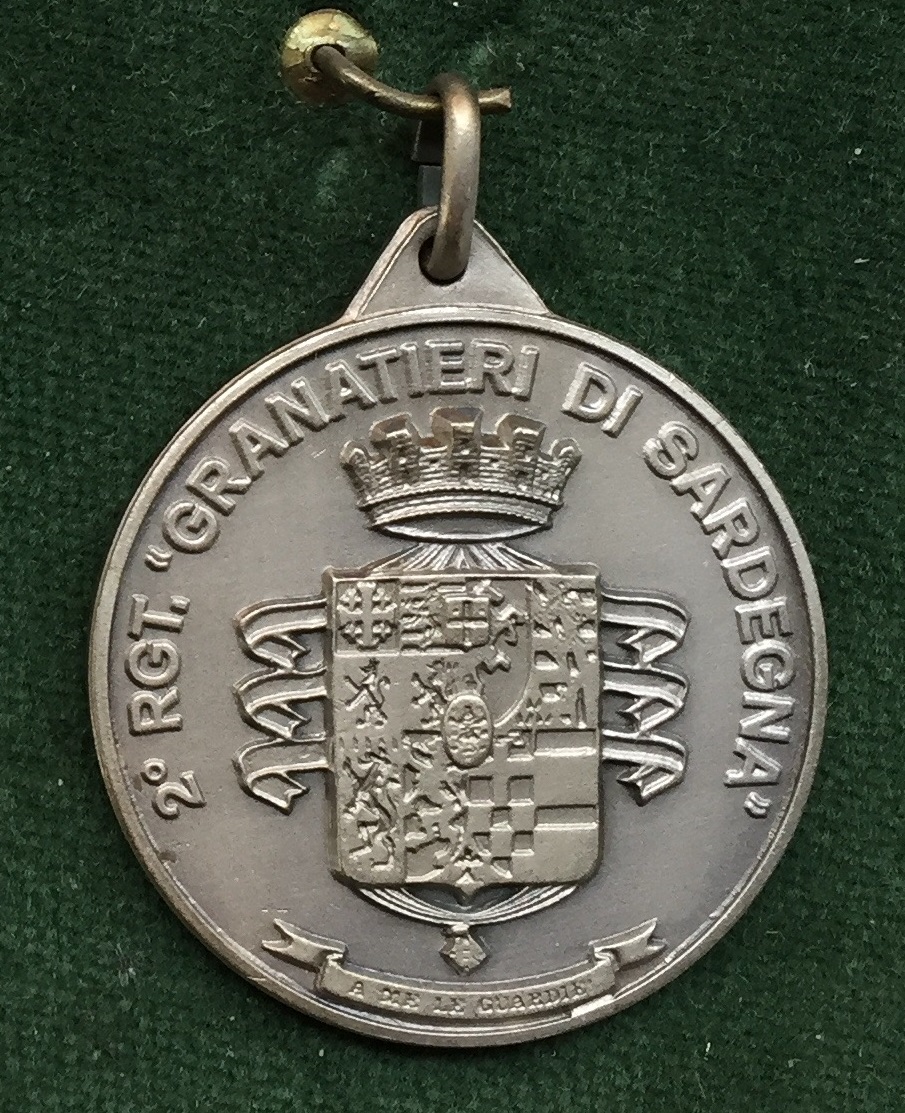 2° RGT. "GRANATIERI DI SARDEGNA"
A ME LE GUARDIE